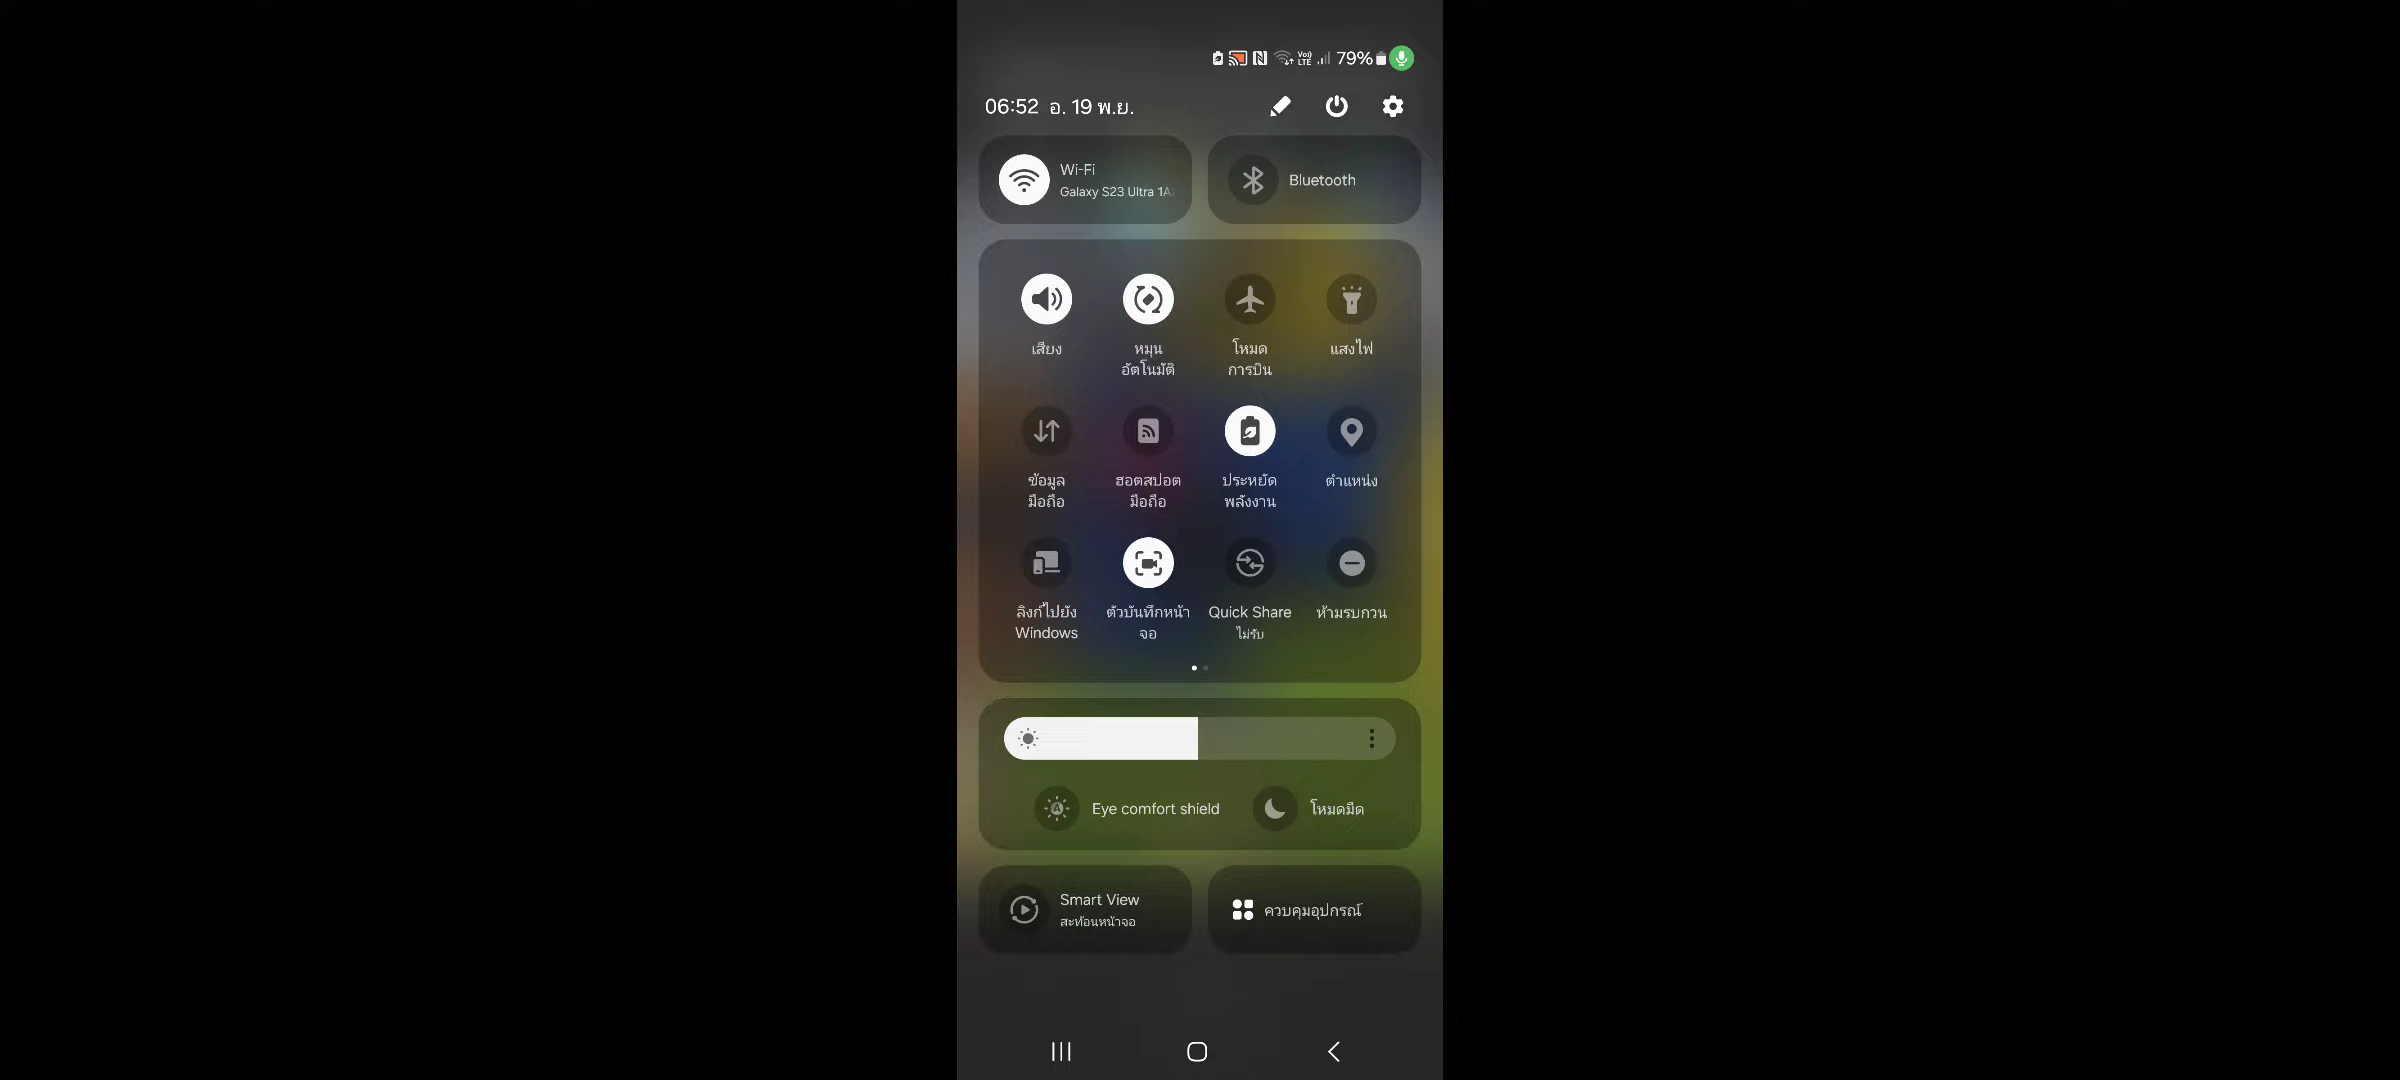 Vo)) LTE 79%
06:52 อ. 19 พ.ย.
Wi-Fi
Galaxy S23 Ultra
Bluetooth
เสียง
หมุน
อัตโนมัติ
โหมด
การบิน
แสงไฟ
ข้อมูล
มือถือ
ฮอตสปอต
มือถือ
ประหยัด
พลังงาน
ตำแหน่ง
ลิงก์ไปยัง
Windows
ตัวบันทึกหน้า
จอ
Quick Share
ไม่รับ
ห้ามรบกวน
Eye comfort shield
โหมดมืด
Smart View
สะท้อนหน้าจอ
ควบคุมอุปกรณ์